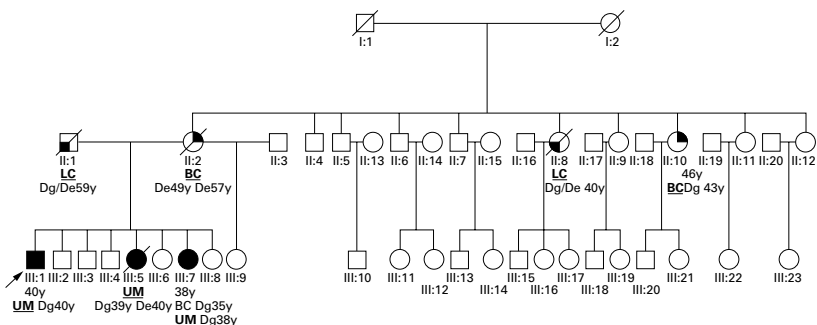 I:1 I:2
II:1 II:2 II:3 II:4 II:5 II:13 II:6 II:14 II:7 II:15 II:16 II:8 II:17 II:9 II:18 II:10 II:19 II:11 II:20 II:12
LC BC LC 46y
Dg/De59y De49y De57y Dg/De 40y BCDg 43y
III:1 III:2 III:3 III:4 III:5 III:6 III:7 III:8 III:9 III:10 III:11 III:12 III:13 III:14 III:15 III:16 III:17 III:18 III:19 III:20 III:21 III:22 III:23
40y UM 38y
UM Dg40y Dg39y De40y BC Dg35y
UM Dg38y